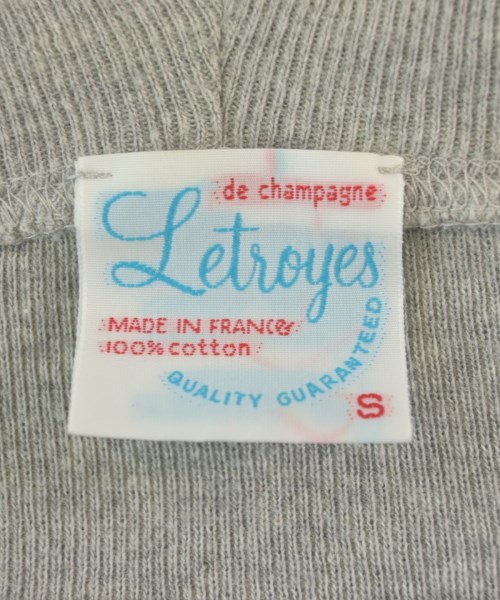 de champagne
Letroyes
MADE IN FRANCE
100% cotton
QUALITY GUARANTEED
S